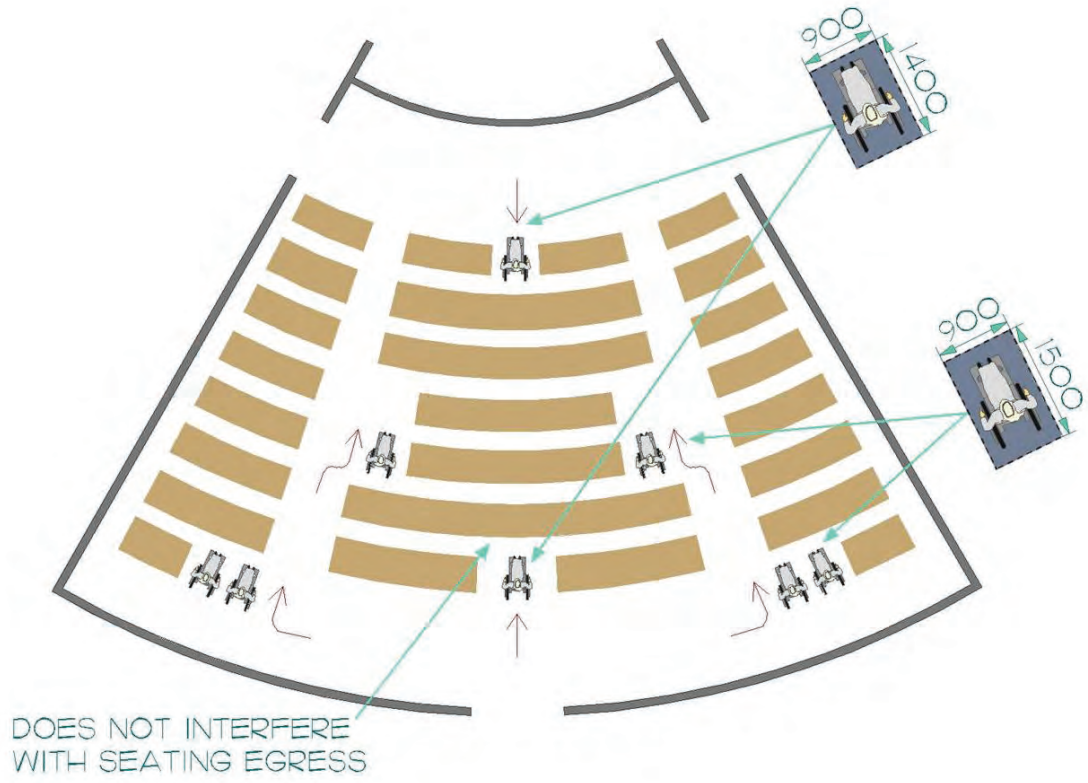 900
1400
900
1500
DOES NOT INTERFERE
WITH SEATING EGRESS